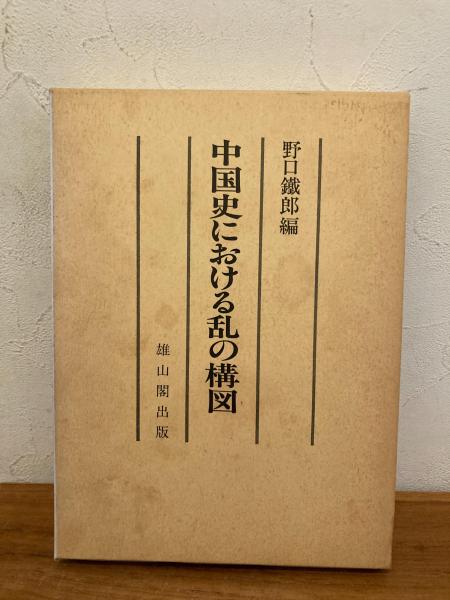 野口鐵郎編
中国史における乱の構図
雄山閣出版